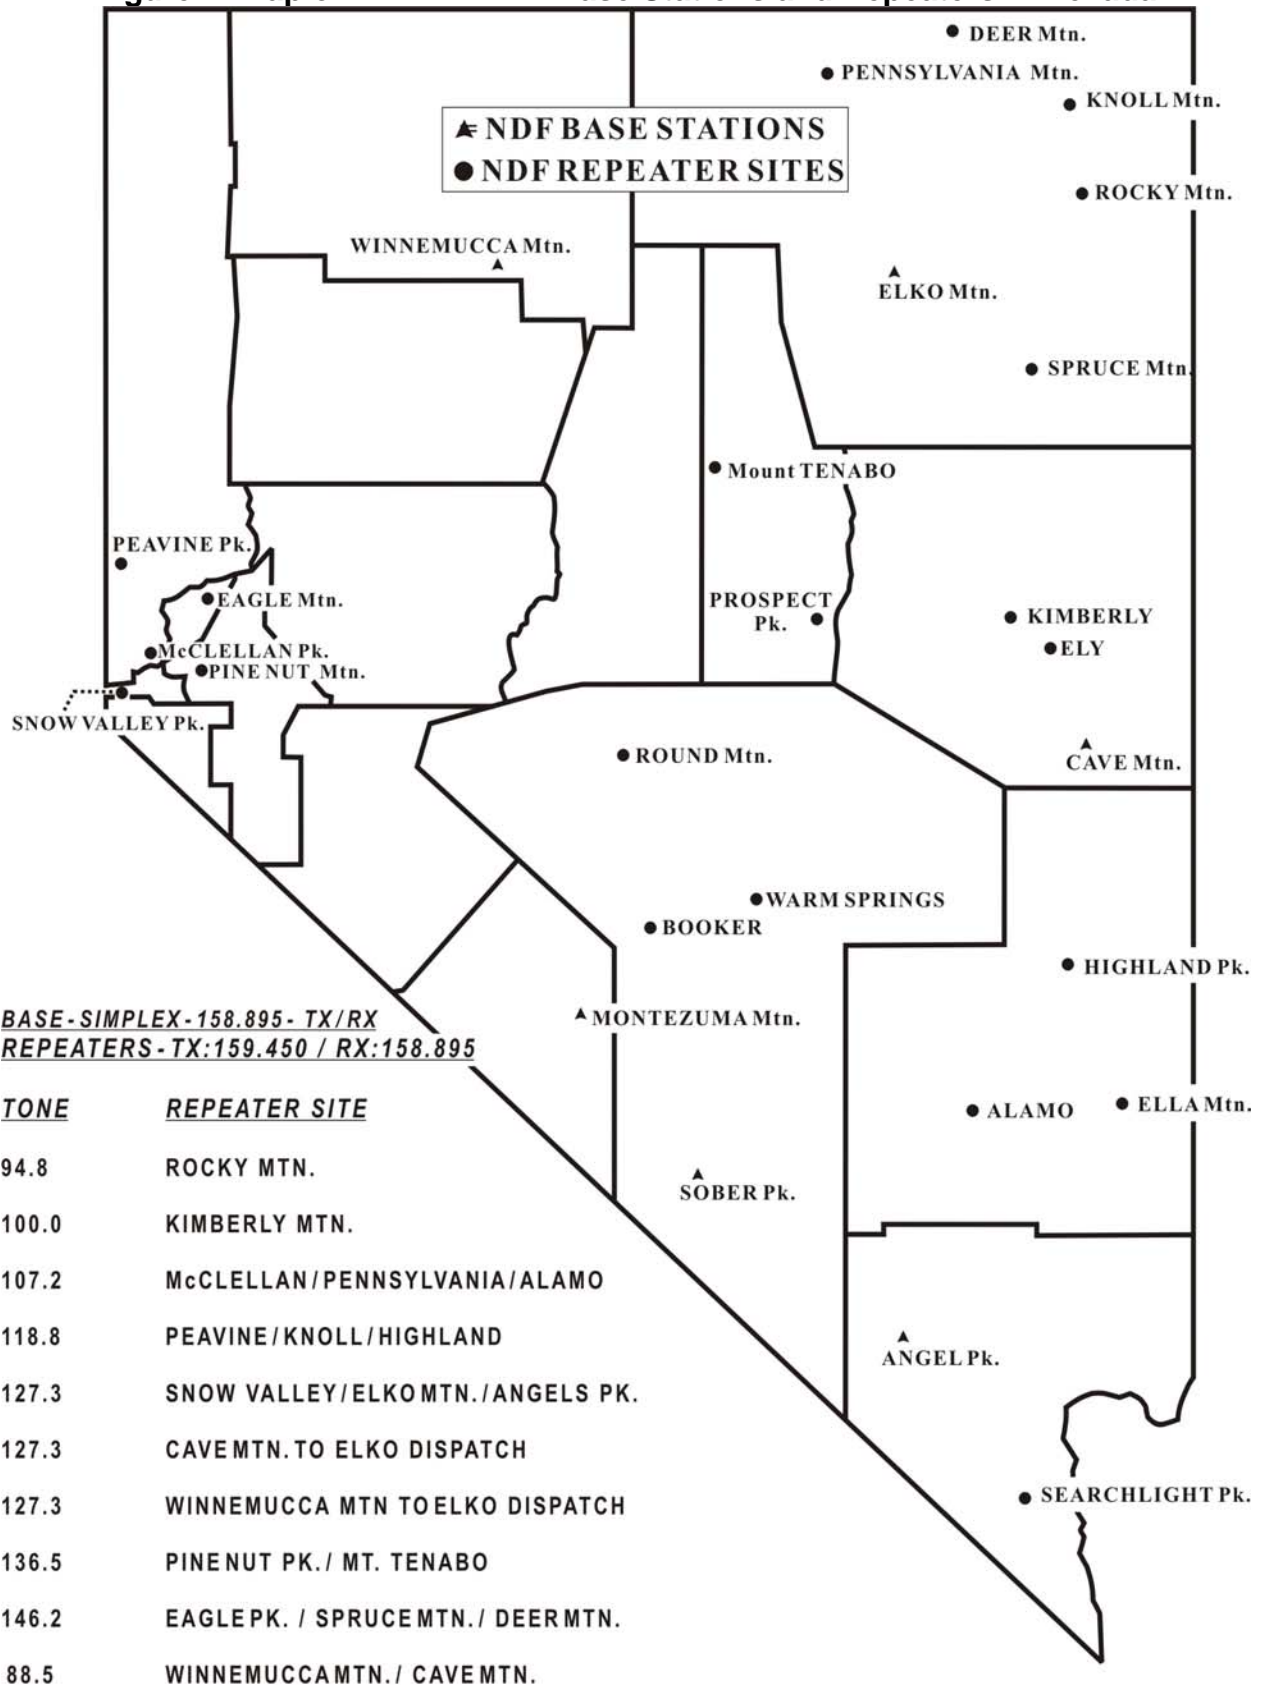 DEER Mtn.
PENNSYLVANIA Mtn.
KNOLL Mtn.
NDF BASE STATIONS
NDF REPEATER SITES
ROCKY Mtn.
WINNEMUCCA Mtn.
ELKO Mtn.
SPRUCE Mtn.
Mount TENABO
PEAVINE Pk.
EAGLE Mtn.
PROSPECT
Pk.
KIMBERLY
ELY
McCLELLAN Pk.
PINE NUT Mtn.
SNOW VALLEY Pk.
ROUND Mtn.
CAVE Mtn.
WARM SPRINGS
BOOKER
HIGHLAND Pk.
MONTEZUMA Mtn.
ALAMO
ELLA Mtn.
SOBER Pk.
ANGEL Pk.
SEARCHLIGHT Pk.
BASE - SIMPLEX - 158.895 - TX / RX
REPEATERS - TX:159.450 / RX:158.895
TONE REPEATER SITE
94.8 ROCKY MTN.
100.0 KIMBERLY MTN.
107.2 McCLELLAN / PENNSYLVANIA / ALAMO
118.8 PEAVINE / KNOLL / HIGHLAND
127.3 SNOW VALLEY / ELKO MTN. / ANGELS PK.
127.3 CAVE MTN. TO ELKO DISPATCH
127.3 WINNEMUCCA MTN TO ELKO DISPATCH
136.5 PINE NUT PK. / MT. TENABO
146.2 EAGLE PK. / SPRUCE MTN. / DEER MTN.
88.5 WINNEMUCCA MTN. / CAVE MTN.